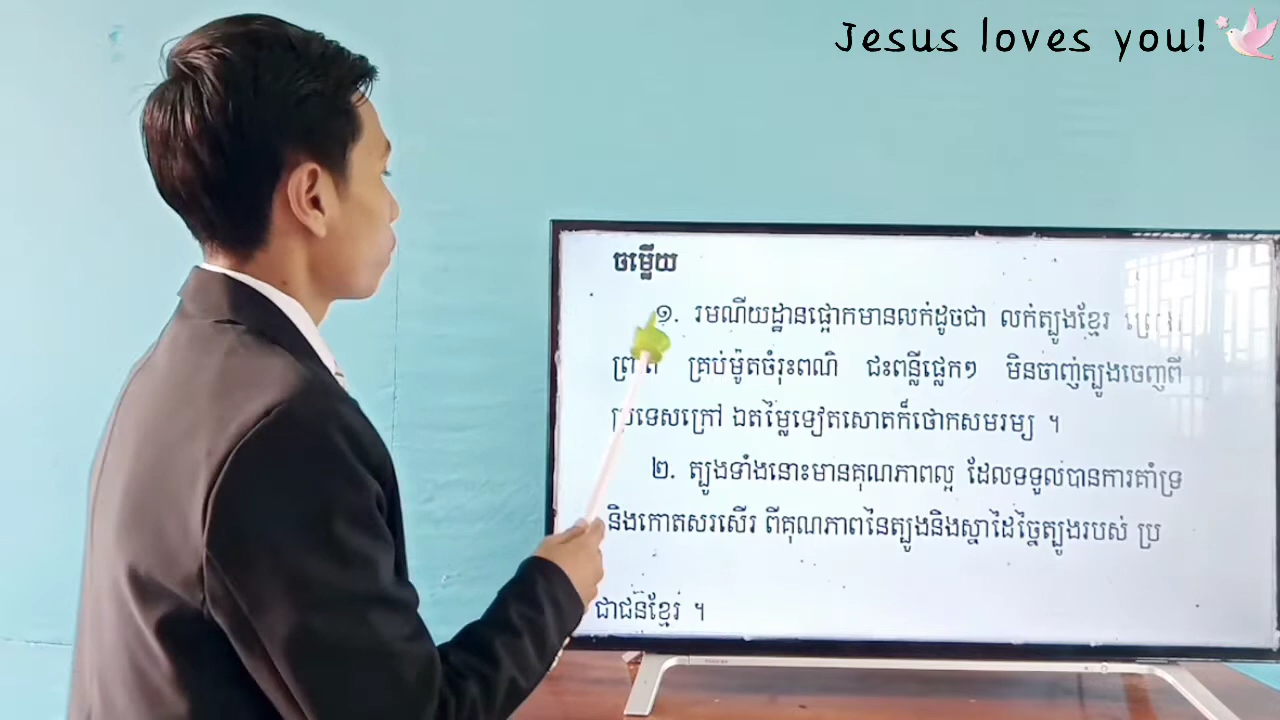 Jesus loves you!
ចម្លើយ
១. រមណីយដ្ឋានផ្អោកមានលក់ដូចជា លក់ត្បូងខ្មែរ
គ្រប់ម៉ូតចំរុះពណ៌ ជះពន្លឺផ្លេកៗ មិនចាញ់ត្បូងចេញពី
ប្រទេសក្រៅ ឯតម្លៃទៀតសោតក៏ថោកសមរម្យ ។
២. ត្បូងទាំងនោះមានគុណភាពល្អ ដែលទទួលបានការគាំទ្រ
និងកោតសរសើរ ពីគុណភាពនៃត្បូងនិងស្នាដៃច្នៃត្បូងរបស់ ប្រ
ជាជនខ្មែរ ។